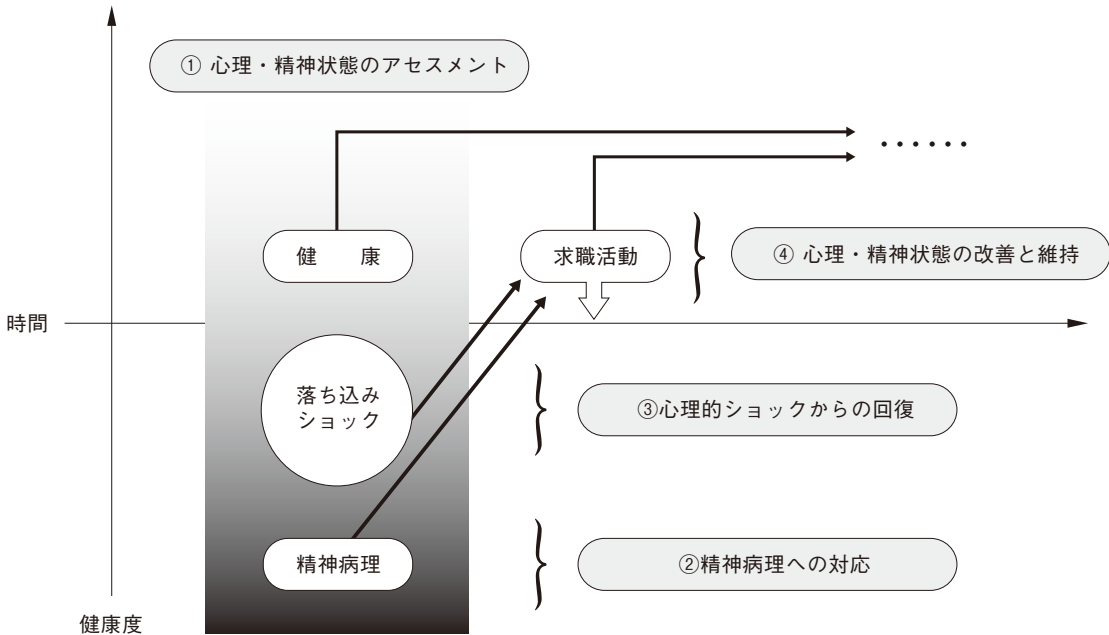 ① 心理・精神状態のアセスメント
‥‥‥
健　康
求職活動
④ 心理・精神状態の改善と維持
時間
落ち込み
ショック
③心理的ショックからの回復
精神病理
②精神病理への対応
健康度